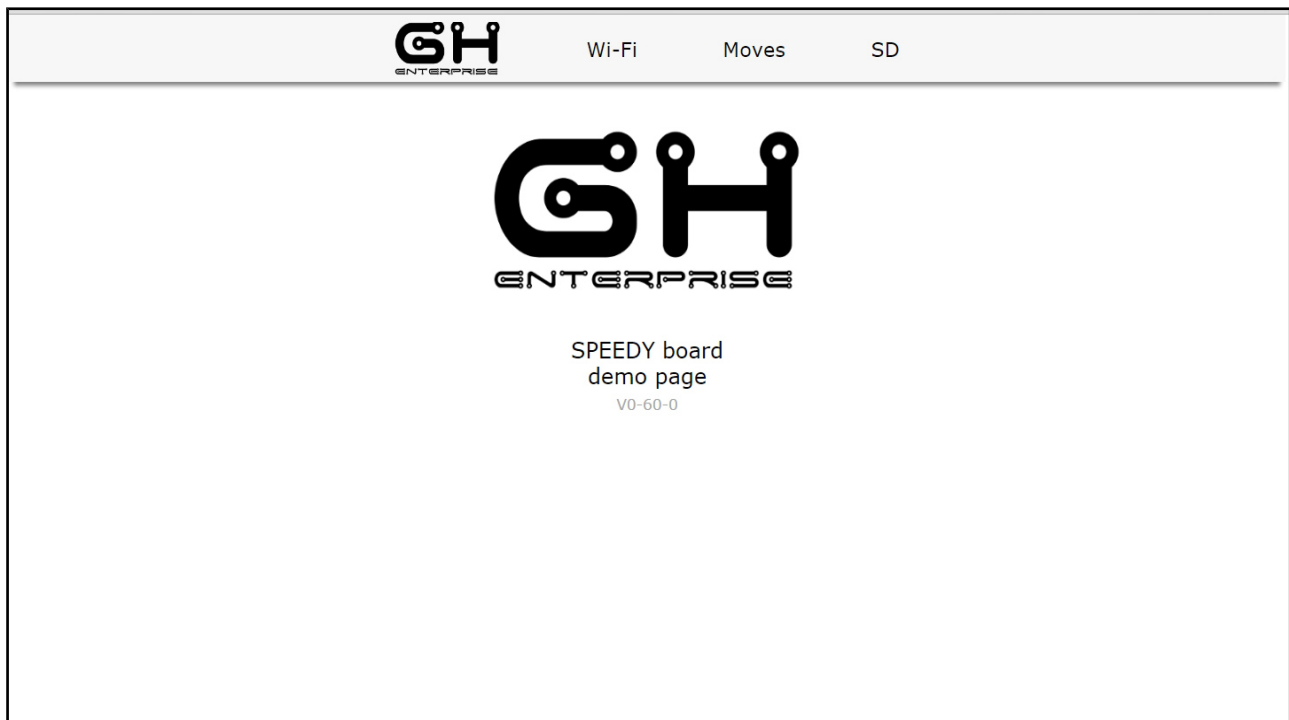 GH
ENTERPRISE
Wi-Fi
Moves
SD
GH
ENTERPRISE
SPEEDY board
demo page
V0-60-0